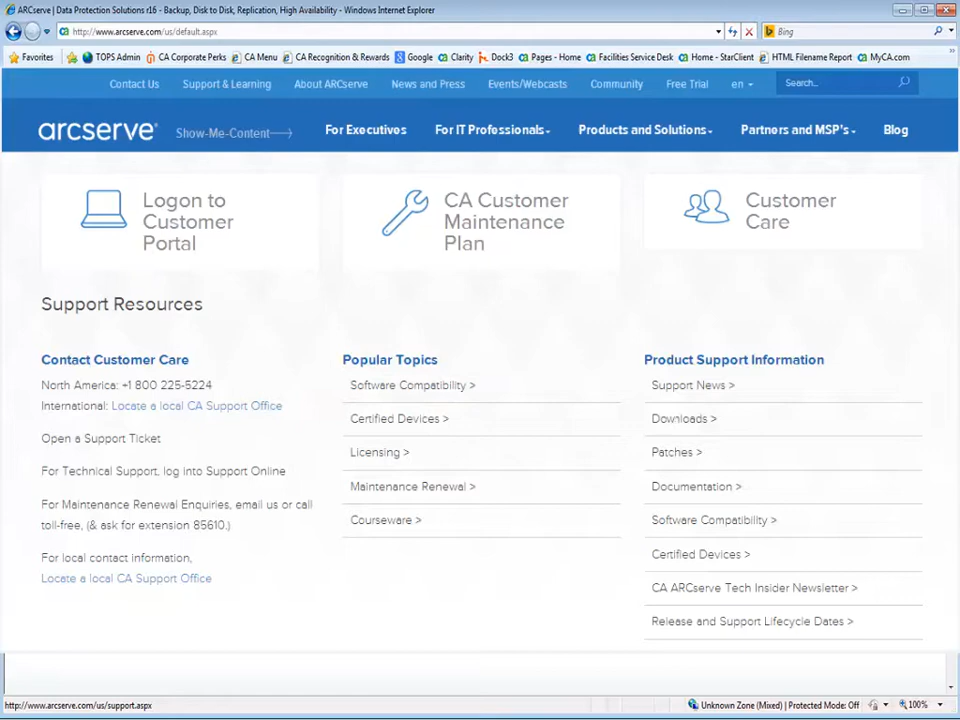 ARCserve | Data Protection Solutions r16 - Backup, Disk to Disk, Replication, High Availability - Windows Internet Explorer
http://www.arcserve.com/us/default.aspx
Bing
Favorites TOPS Admin CA Corporate Perks CA Menu CA Recognition & Rewards Google Clarity Dock3 Pages - Home Facilities Service Desk Home - StarClient HTML Filename Report MyCA.com
Contact Us Support & Learning About ARCserve News and Press Events/Webcasts Community Free Trial en Search...
arcserve® Show-Me-Content For Executives For IT Professionals Products and Solutions Partners and MSP's Blog
Logon to
Customer
Portal
CA Customer
Maintenance
Plan
Customer
Care
Support Resources
Contact Customer Care
North America: +1 800 225-5224
International: Locate a local CA Support Office
Open a Support Ticket
For Technical Support, log into Support Online
For Maintenance Renewal Enquiries, email us or call
toll-free, (& ask for extension 85610.)
For local contact information,
Locate a local CA Support Office
Popular Topics
Software Compatibility >
Certified Devices >
Licensing >
Maintenance Renewal >
Courseware >
Product Support Information
Support News >
Downloads >
Patches >
Documentation >
Software Compatibility >
Certified Devices >
CA ARCserve Tech Insider Newsletter >
Release and Support Lifecycle Dates >
http://www.arcserve.com/us/support.aspx
Unknown Zone (Mixed) | Protected Mode: Off
100%